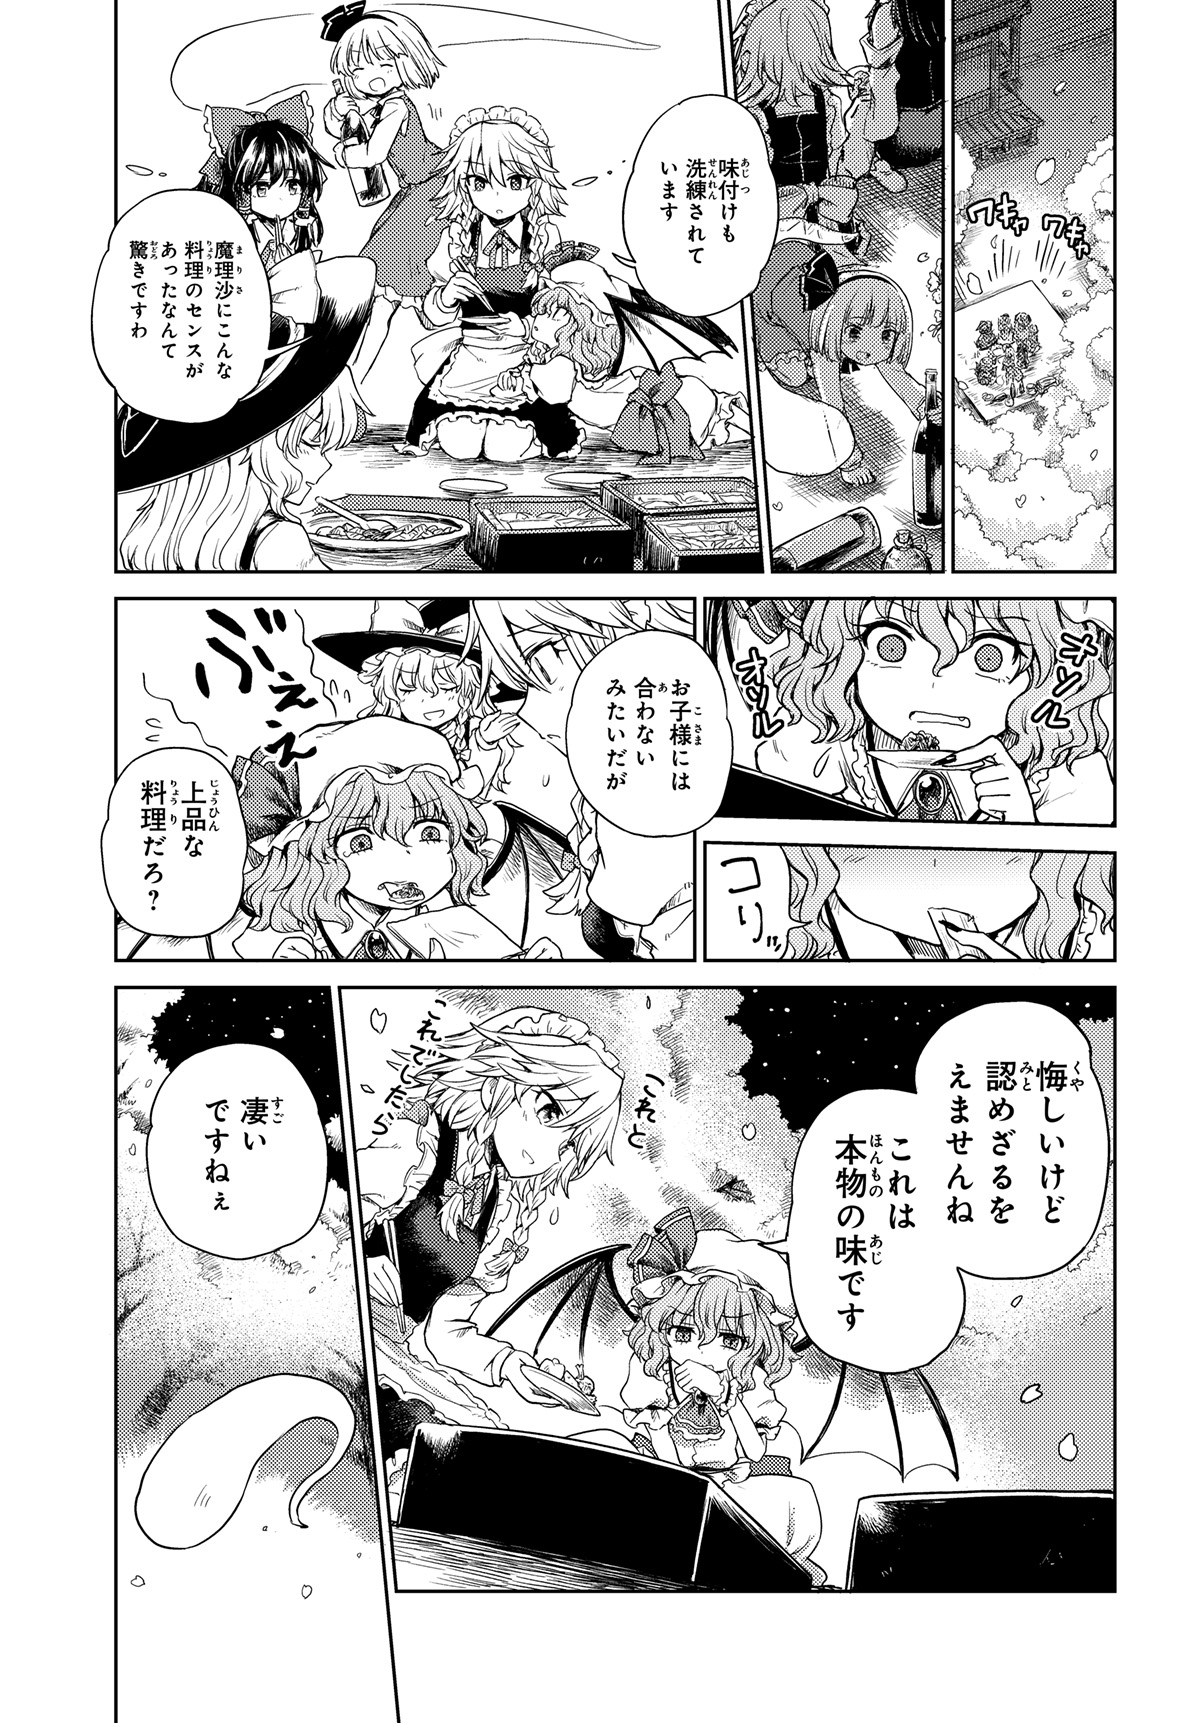 ワキャ
ワキャ
味付けも
洗練されて
います
魔理沙にこんな
料理のセンスが
あったなんて
驚きですわ
オソル
オソル
コリッ
お子様には
合わない
みたいだが
ぶえぇぇ
上品な
料理だろ?
悔しいけど
認めざるを
えませんね
これは
本物の味です
これと
これでしたら
凄い
ですねぇ